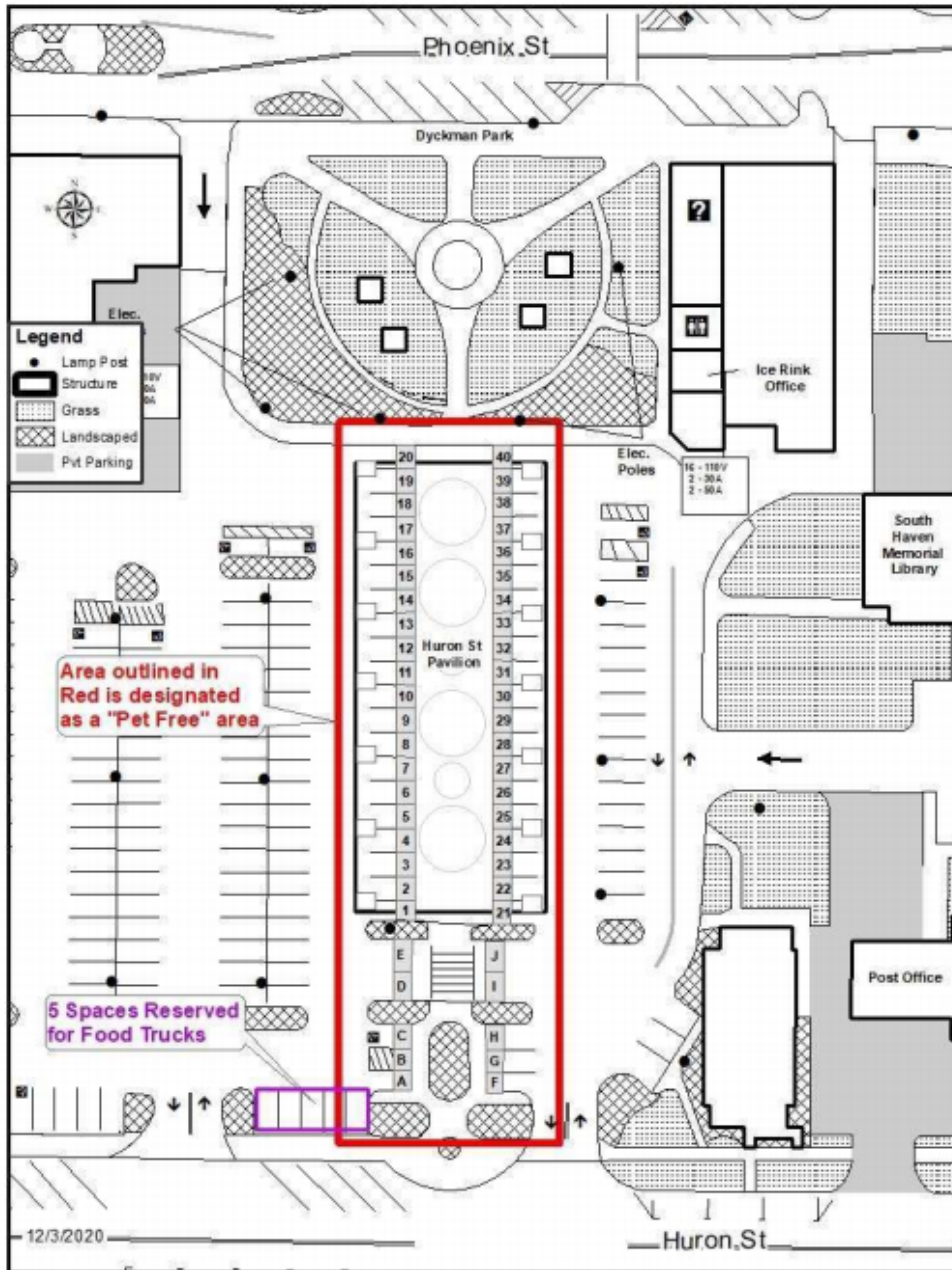 Phoenix St
Dyckman Park
N
W
E
S
?
Elec.
Legend
Lamp Post
Structure
Grass
Landscaped
Pvt Parking
Ice Rink
Office
Elec.
Poles
16 - 110V
2 - 30A
2 - 50A
South
Haven
Memorial
Library
20 40
19 39
18 38
17 37
16 36
15 35
14 34
13 33
12 32
11 31
10 30
9 29
8 28
7 27
6 26
5 25
4 24
3 23
2 22
1 21
Huron St
Pavilion
Area outlined in
Red is designated
as a "Pet Free" area
E J
D I
C H
B G
A F
5 Spaces Reserved
for Food Trucks
Post Office
12/3/2020
Huron St